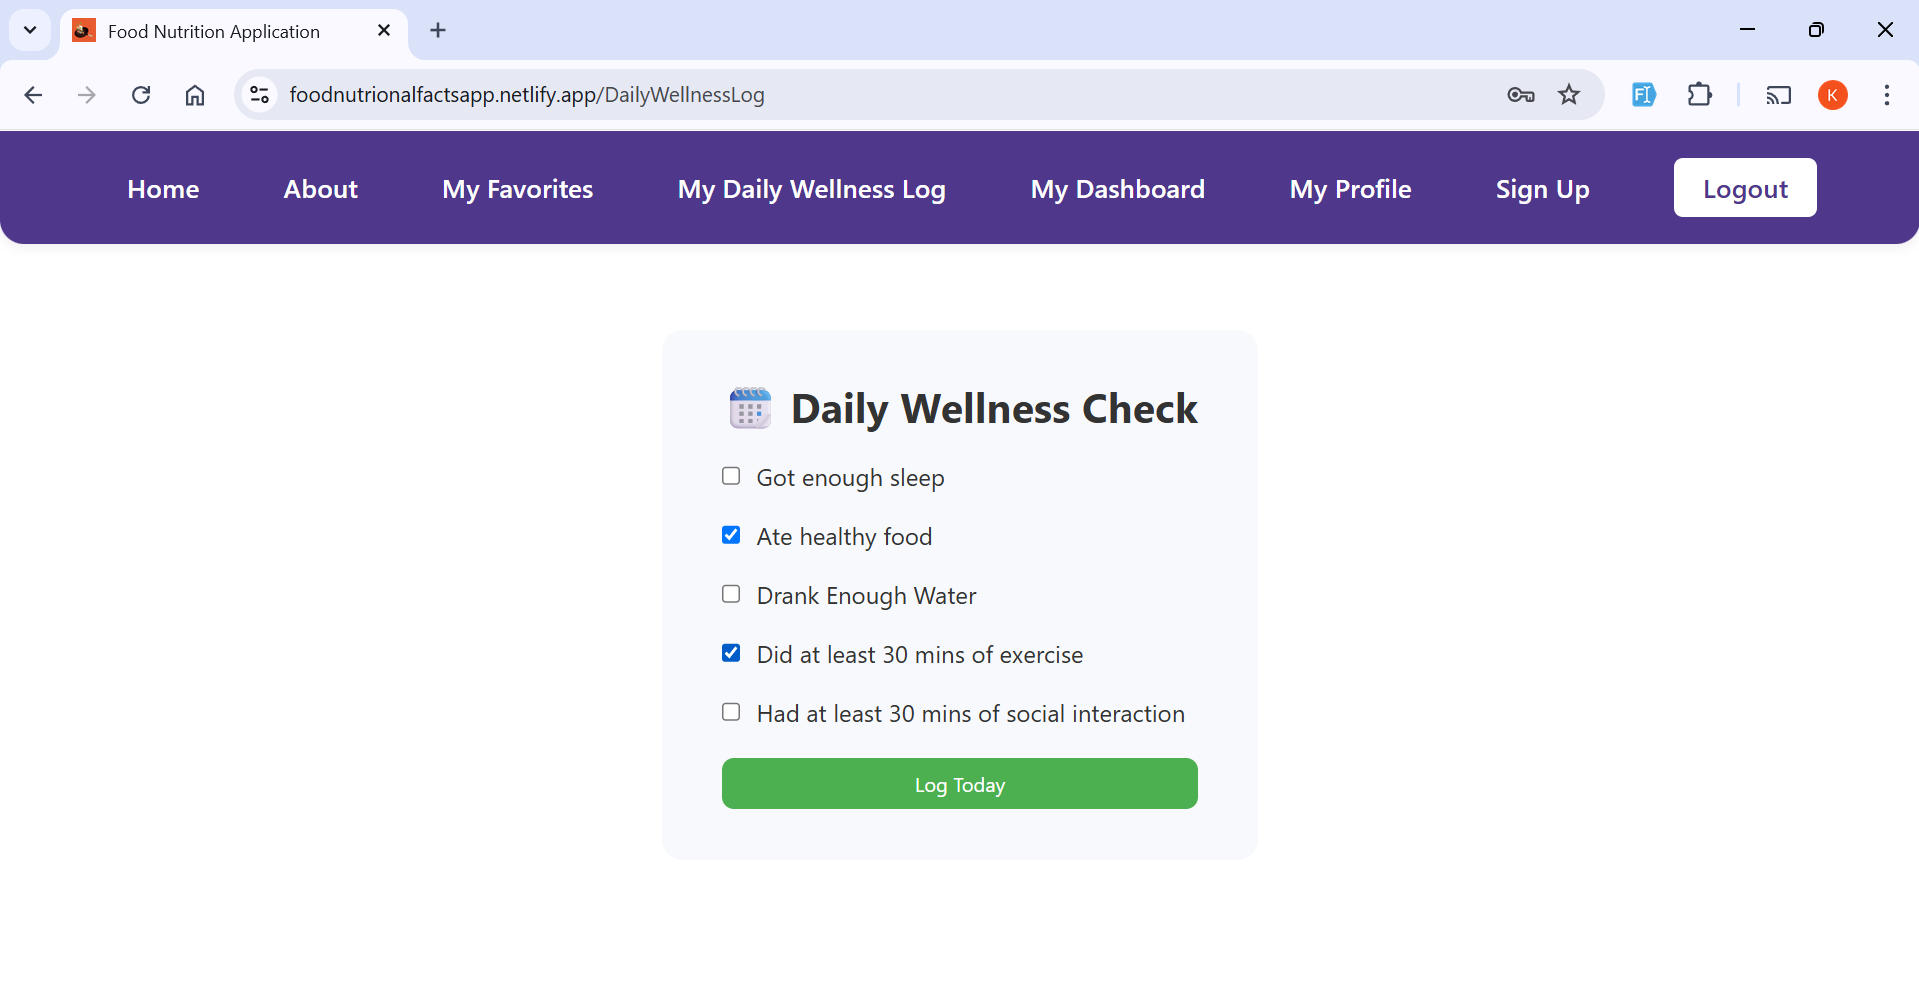 Food Nutrition Application
foodnutrionalfactsapp.netlify.app/DailyWellnessLog
K
Home About My Favorites My Daily Wellness Log My Dashboard My Profile Sign Up Logout
Daily Wellness Check
Got enough sleep
Ate healthy food
Drank Enough Water
Did at least 30 mins of exercise
Had at least 30 mins of social interaction
Log Today